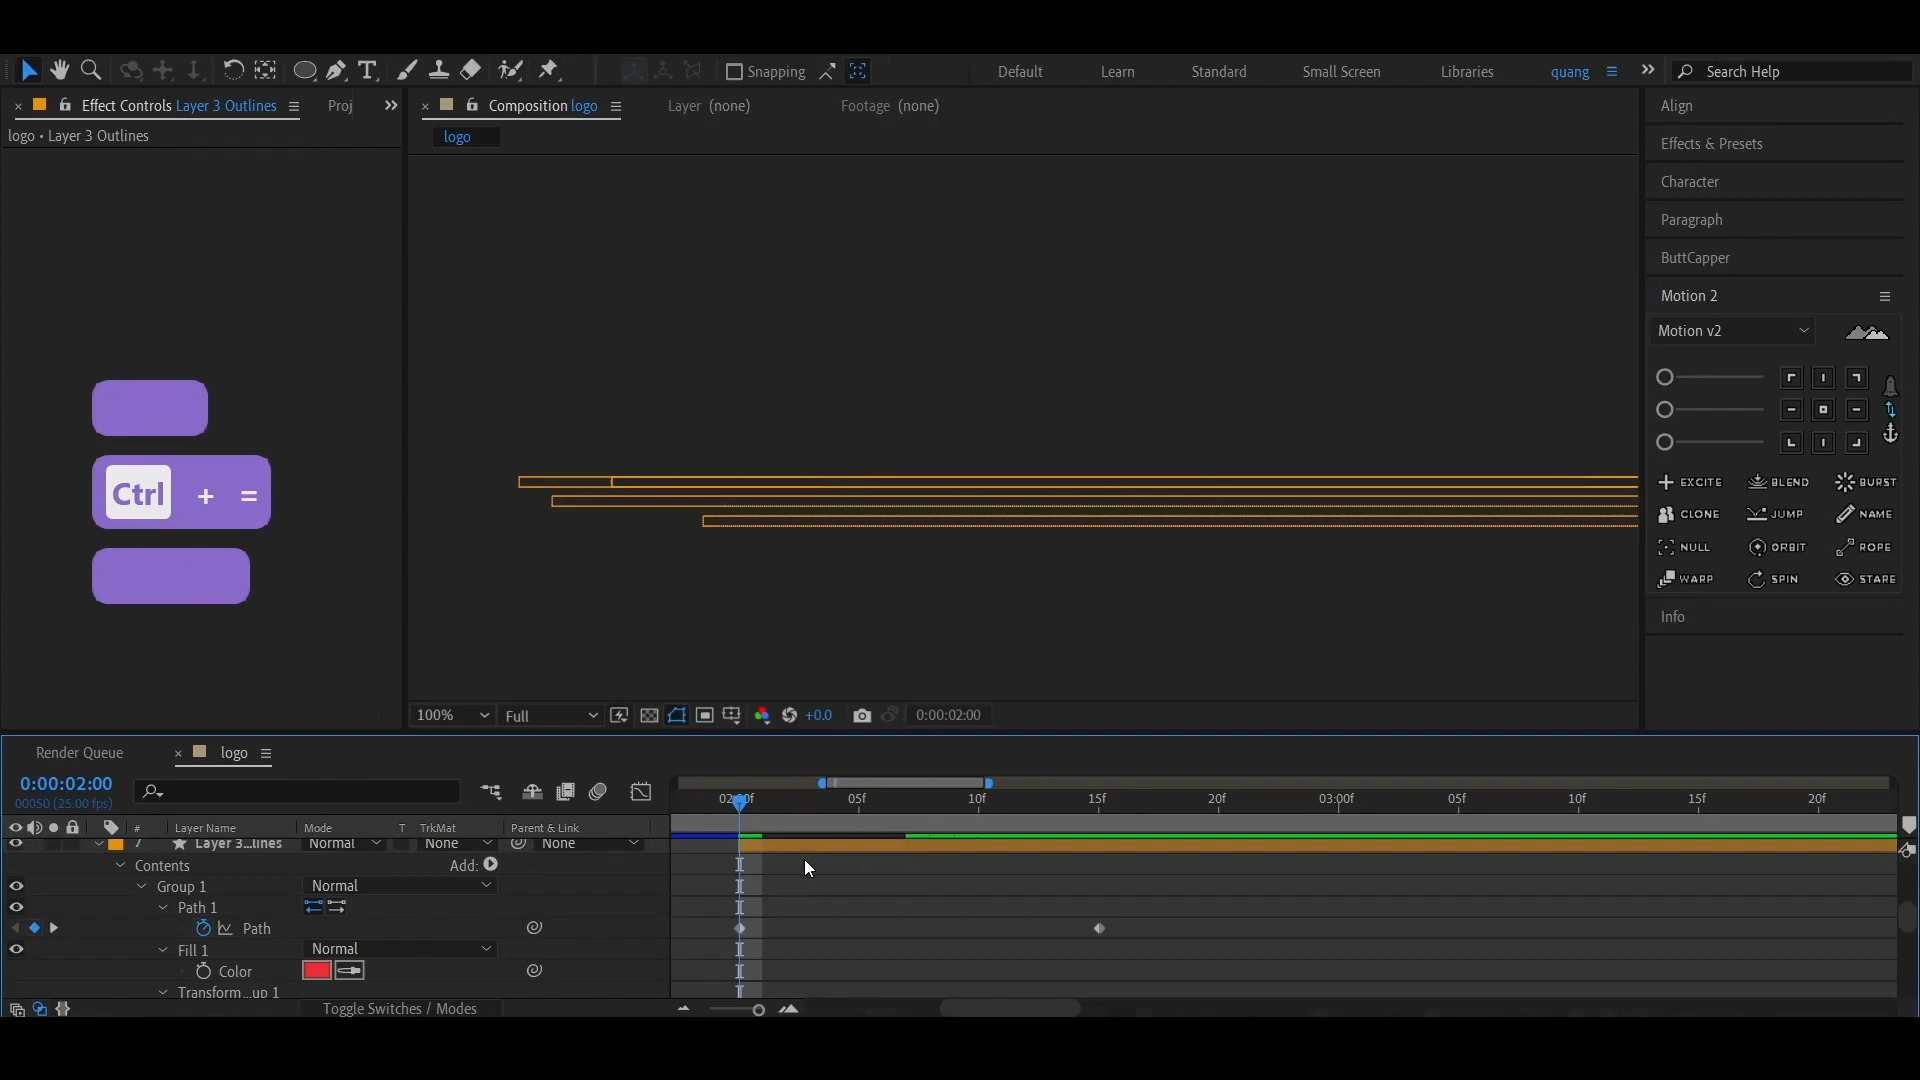 Snapping
Default
Learn
Standard
Small Screen
Libraries
quang
Search Help
Effect Controls Layer 3 Outlines
Proj
Composition logo
Layer (none)
Footage (none)
logo • Layer 3 Outlines
logo
Align
Effects & Presets
Character
Paragraph
ButtCapper
Motion 2
Motion v2
EXCITE
BLEND
BURST
CLONE
JUMP
NAME
NULL
ORBIT
ROPE
WARP
SPIN
STARE
Info
Ctrl + =
100%
Full
+0.0
0:00:02:00
Render Queue
logo
0:00:02:00
00050 (25.00 fps)
02:00f
05f
10f
15f
20f
03:00f
05f
10f
15f
20f
# Layer Name
Mode
T TrkMat
Parent & Link
7 Layer 3...lines
Normal
None
None
Contents
Add:
Group 1
Normal
Path 1
Path
Fill 1
Normal
Color
Transform...up 1
Toggle Switches / Modes